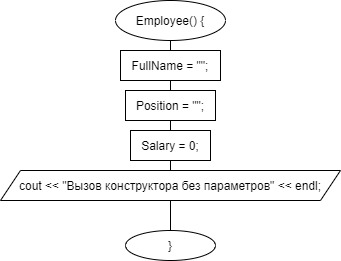 Employee() {
FullName = "";
Position = "";
Salary = 0;
cout << "Вызов конструктора без параметров" << endl;
}